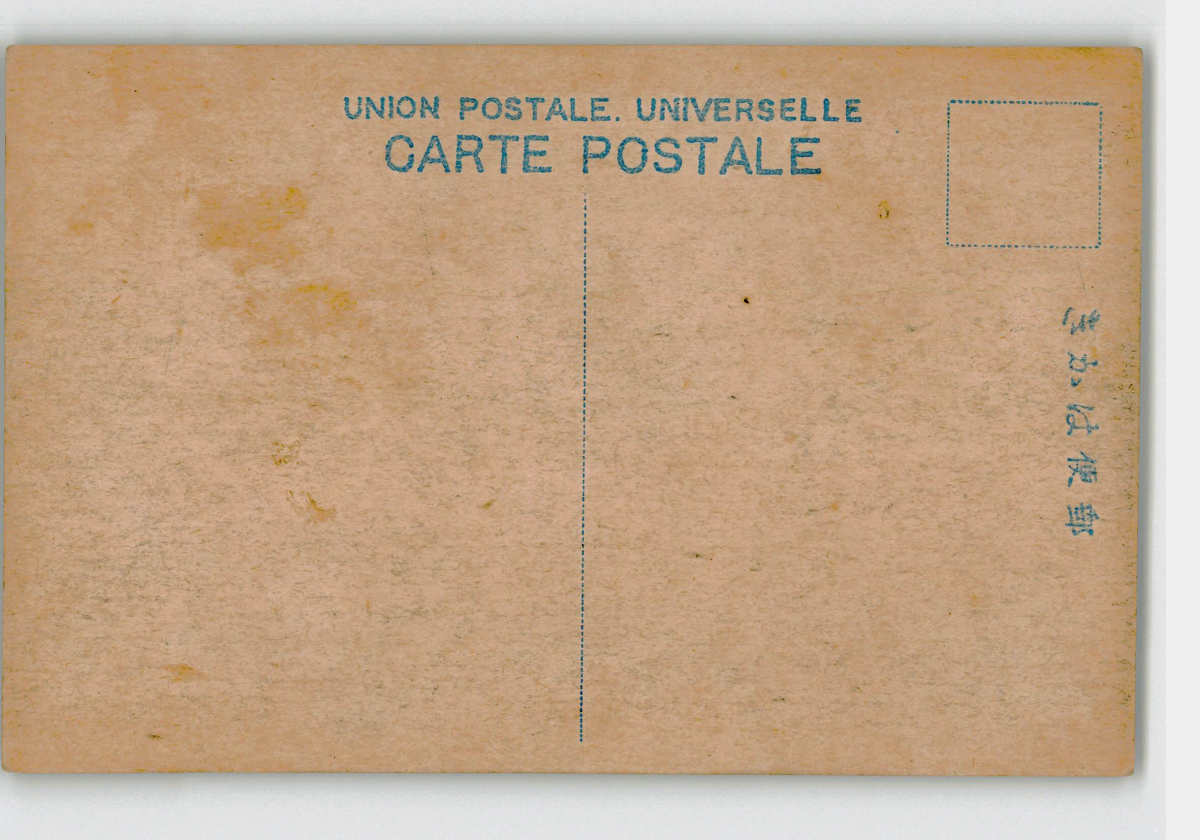 UNION POSTALE. UNIVERSELLE
CARTE POSTALE
郵便はかき